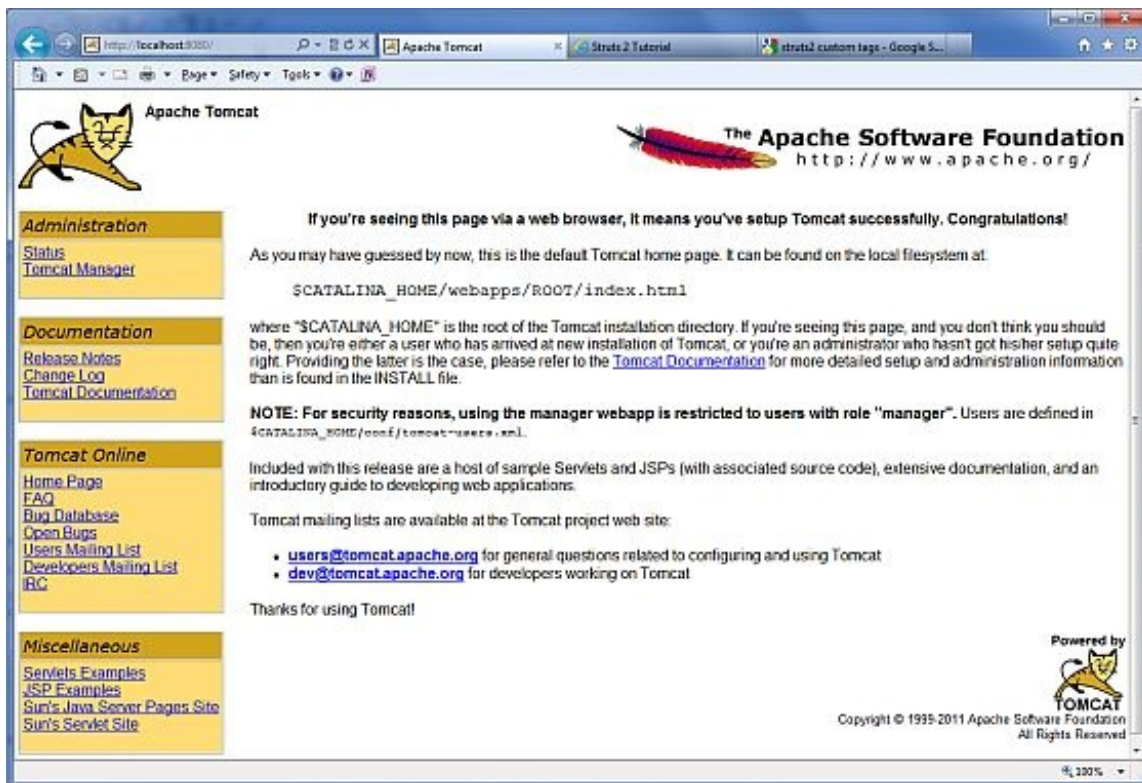 http://localhost:8080/
Apache Tomcat
Struts 2 Tutorial
struts2 custom tags - Google S...
Page
Safety
Tools
Apache Tomcat
The Apache Software Foundation
http://www.apache.org/
Administration
Status
Tomcat Manager
Documentation
Release Notes
Change Log
Tomcat Documentation
Tomcat Online
Home Page
FAQ
Bug Database
Open Bugs
Users Mailing List
Developers Mailing List
IRC
Miscellaneous
Servlets Examples
JSP Examples
Sun's Java Server Pages Site
Sun's Servlet Site
If you're seeing this page via a web browser, it means you've setup Tomcat successfully. Congratulations!
As you may have guessed by now, this is the default Tomcat home page. It can be found on the local filesystem at:
$CATALINA_HOME/webapps/ROOT/index.html
where "$CATALINA_HOME" is the root of the Tomcat installation directory. If you're seeing this page, and you don't think you should
be, then you're either a user who has arrived at new installation of Tomcat, or you're an administrator who hasn't got his/her setup quite
right. Providing the latter is the case, please refer to the Tomcat Documentation for more detailed setup and administration information
than is found in the INSTALL file.
NOTE: For security reasons, using the manager webapp is restricted to users with role "manager". Users are defined in
$CATALINA_HOME/conf/tomcat-users.xml.
Included with this release are a host of sample Servlets and JSPs (with associated source code), extensive documentation, and an
introductory guide to developing web applications.
Tomcat mailing lists are available at the Tomcat project web site:
users@tomcat.apache.org for general questions related to configuring and using Tomcat
dev@tomcat.apache.org for developers working on Tomcat
Thanks for using Tomcat!
Powered by
TOMCAT
Copyright © 1999-2011 Apache Software Foundation
All Rights Reserved
100%